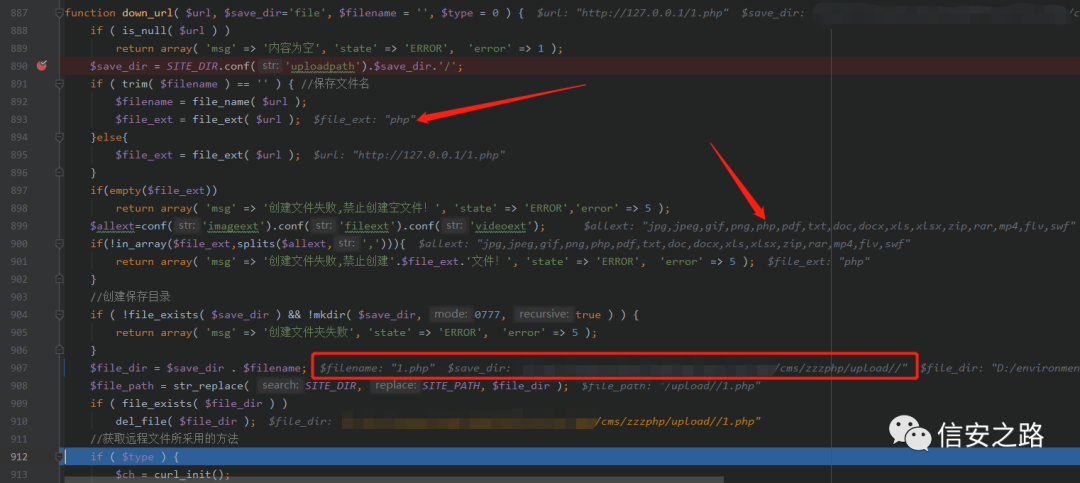 887 function down_url( $url, $save_dir='file', $filename = '', $type = 0 ) { $url: "http://127.0.0.1/1.php" $save_dir:
888 if ( is_null( $url ) )
889 return array( 'msg' => '内容为空', 'state' => 'ERROR', 'error' => 1 );
890 $save_dir = SITE_DIR.conf( str: 'uploadpath').$save_dir.'/';
891 if ( trim( $filename ) == '' ) { //保存文件名
892 $filename = file_name( $url );
893 $file_ext = file_ext( $url ); $file_ext: "php"
894 }else{
895 $file_ext = file_ext( $url ); $url: "http://127.0.0.1/1.php"
896 }
897 if(empty($file_ext))
898 return array( 'msg' => '创建文件失败,禁止创建空文件！', 'state' => 'ERROR','error' => 5 );
899 $allext=conf( str: 'imageext').conf( str: 'fileext').conf( str: 'videoext'); $allext: "jpg,jpeg,gif,png,php,pdf,txt,doc,docx,xls,xlsx,zip,rar,mp4,flv,swf"
900 if(!in_array($file_ext,splits($allext, str: ','))){ $allext: "jpg,jpeg,gif,png,php,pdf,txt,doc,docx,xls,xlsx,zip,rar,mp4,flv,swf"
901 return array( 'msg' => '创建文件失败,禁止创建'.$file_ext.'文件！', 'state' => 'ERROR', 'error' => 5 ); $file_ext: "php"
902 }
903 //创建保存目录
904 if ( !file_exists( $save_dir ) && !mkdir( $save_dir, mode: 0777, recursive: true ) ) {
905 return array( 'msg' => '创建文件夹失败', 'state' => 'ERROR', 'error' => 5 );
906 }
907 $file_dir = $save_dir . $filename; $filename: "1.php" $save_dir: /cms/zzzphp/upload//" $file_dir: "D:/environmen
908 $file_path = str_replace( search: SITE_DIR, replace: SITE_PATH, $file_dir ); $file_path: "/upload//1.php"
909 if ( file_exists( $file_dir ) )
910 del_file( $file_dir ); $file_dir: /cms/zzzphp/upload//1.php"
911 //获取远程文件所采用的方法
912 if ( $type ) {
913 $ch = curl_init();
信安之路